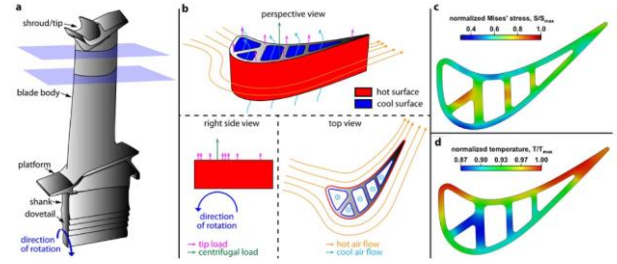 a
shroud/tip
blade body
platform
shank
dovetail
direction
of rotation
b
perspective view
hot surface
cool surface
right side view
top view
direction
of rotation
tip load
centrifugal load
hot air flow
cool air flow
c
normalized Mises' stress, S/Smax
0.4 0.6 0.8 1.0
d
normalized temperature, T/Tmax
0.87 0.90 0.93 0.97 1.00